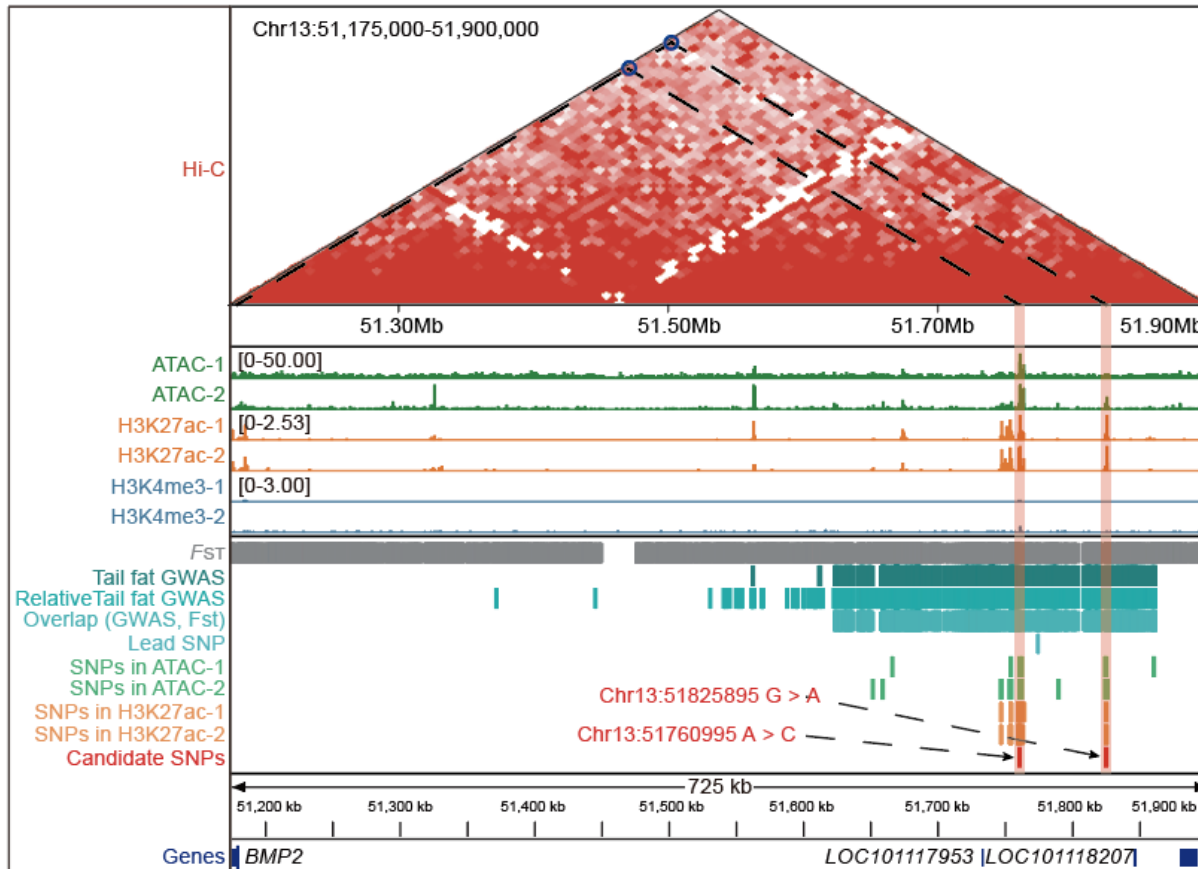 Chr13:51,175,000-51,900,000
Hi-C
51.30Mb 51.50Mb 51.70Mb 51.90Mb
ATAC-1 [0-50.00]
ATAC-2
H3K27ac-1 [0-2.53]
H3K27ac-2
H3K4me3-1 [0-3.00]
H3K4me3-2
FST
Tail fat GWAS
RelativeTail fat GWAS
Overlap (GWAS, Fst)
Lead SNP
SNPs in ATAC-1
SNPs in ATAC-2
Chr13:51825895 G > A
SNPs in H3K27ac-1
SNPs in H3K27ac-2
Chr13:51760995 A > C
Candidate SNPs
725 kb
51,200 kb 51,300 kb 51,400 kb 51,500 kb 51,600 kb 51,700 kb 51,800 kb 51,900 kb
Genes BMP2 LOC101117953 LOC101118207